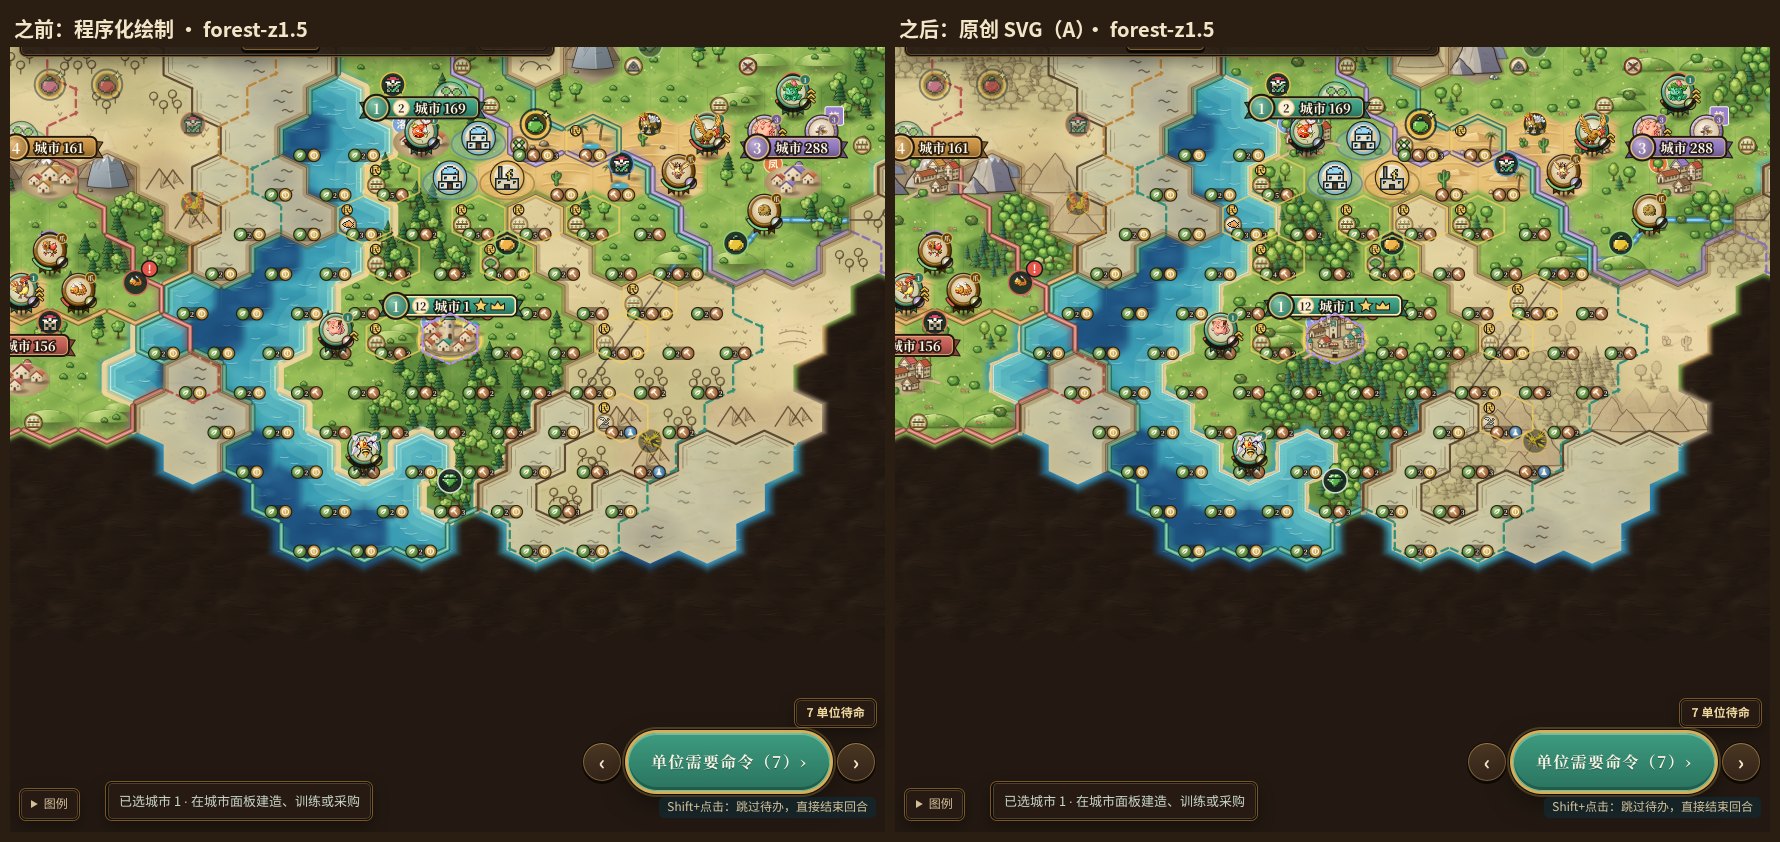 之前：程序化绘制 · forest-z1.5
1 2 城市 169
4 城市 161
3 城市 288
1 12 城市 1
城市 156
7 单位待命
‹ 单位需要命令（7）› ›
▶ 图例
已选城市 1 · 在城市面板建造、训练或采购
Shift+点击：跳过待办，直接结束回合
之后：原创 SVG（A）· forest-z1.5
1 2 城市 169
4 城市 161
3 城市 288
1 12 城市 1
城市 156
7 单位待命
‹ 单位需要命令（7）› ›
▶ 图例
已选城市 1 · 在城市面板建造、训练或采购
Shift+点击：跳过待办，直接结束回合